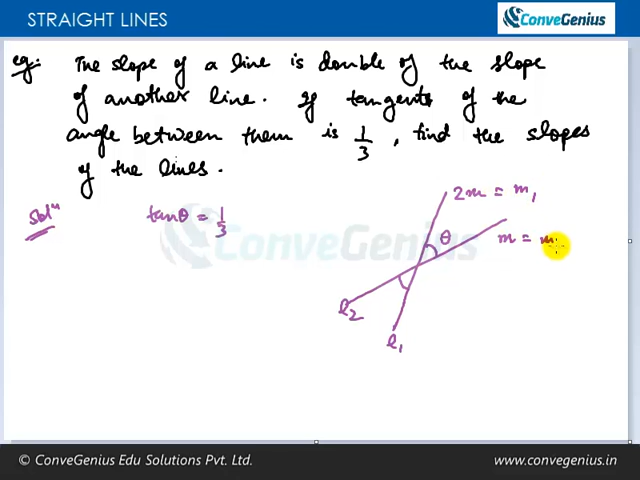 STRAIGHT LINES
ConveGenius
eg: The slope of a line is double of the slope
of another line. If tangents of the
angle between them is 1/3, find the slopes
of the lines.
Solⁿ
tanθ = 1/3
2m = m₁
θ
m = m
l₂
l₁
ConveGenius
© ConveGenius Edu Solutions Pvt. Ltd.
www.convegenius.in